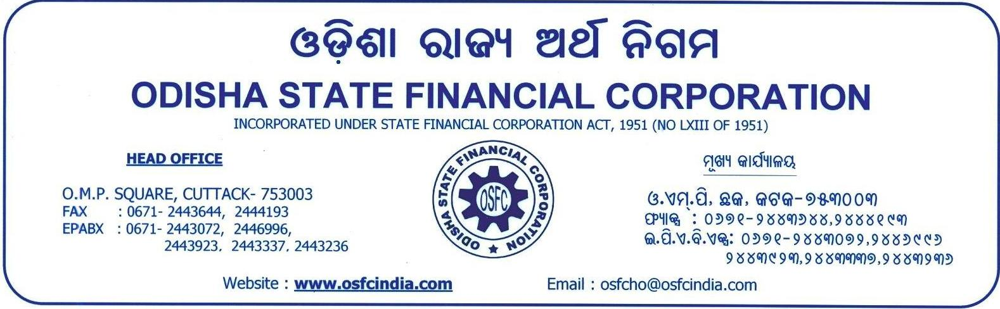 ଓଡ଼ିଶା ରାଜ୍ୟ ଅର୍ଥ ନିଗମ
ODISHA STATE FINANCIAL CORPORATION
INCORPORATED UNDER STATE FINANCIAL CORPORATION ACT, 1951 (NO LXIII OF 1951)
HEAD OFFICE
O.M.P. SQUARE, CUTTACK- 753003
FAX : 0671- 2443644, 2444193
EPABX : 0671- 2443072, 2446996,
2443923, 2443337, 2443236
ODISHA STATE FINANCIAL CORPORATION
OSFC
ମୁଖ୍ୟ କାର୍ଯ୍ୟାଳୟ
ଓ.ଏମ୍.ପି, ଛକ, କଟକ-୭୫୩୦୦୩
ଫ୍ୟାକ୍ସ : ୦୬୭୧-୨୪୪୩୬୪୪,୨୪୪୪୧୯୩
ଇ.ପି.ଏ.ବି.ଏକ୍ସ: ୦୬୭୧-୨୪୪୩୦୭୨,୨୪୪୬୯୯୬
୨୪୪୩୯୨୩,୨୪୪୩୩୩୭,୨୪୪୩୨୩୬
Website : www.osfcindia.com
Email : osfcho@osfcindia.com